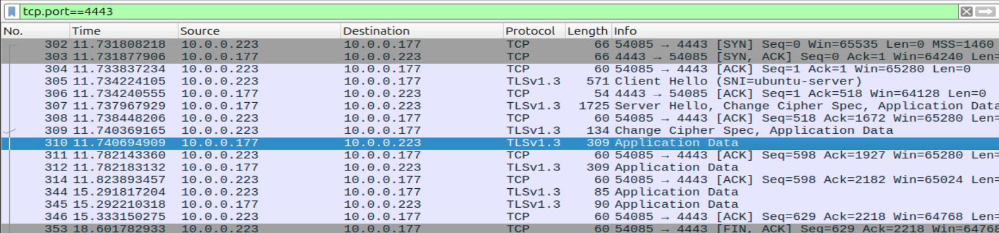 tcp.port==4443
No. Time Source Destination Protocol Length Info
302 11.731808218 10.0.0.223 10.0.0.177 TCP 66 54085 → 4443 [SYN] Seq=0 Win=65535 Len=0 MSS=1460
303 11.731877906 10.0.0.177 10.0.0.223 TCP 66 4443 → 54085 [SYN, ACK] Seq=0 Ack=1 Win=64240 Len=
304 11.733837234 10.0.0.223 10.0.0.177 TCP 60 54085 → 4443 [ACK] Seq=1 Ack=1 Win=65280 Len=0
305 11.734224105 10.0.0.223 10.0.0.177 TLSv1.3 571 Client Hello (SNI=ubuntu-server)
306 11.734240555 10.0.0.177 10.0.0.223 TCP 54 4443 → 54085 [ACK] Seq=1 Ack=518 Win=64128 Len=0
307 11.737967929 10.0.0.177 10.0.0.223 TLSv1.3 1725 Server Hello, Change Cipher Spec, Application Data
308 11.738448206 10.0.0.223 10.0.0.177 TCP 60 54085 → 4443 [ACK] Seq=518 Ack=1672 Win=65280 Len=
309 11.740369165 10.0.0.223 10.0.0.177 TLSv1.3 134 Change Cipher Spec, Application Data
310 11.740694909 10.0.0.177 10.0.0.223 TLSv1.3 309 Application Data
311 11.782143360 10.0.0.223 10.0.0.177 TCP 60 54085 → 4443 [ACK] Seq=598 Ack=1927 Win=65280 Len=
312 11.782183132 10.0.0.177 10.0.0.223 TLSv1.3 309 Application Data
314 11.823893457 10.0.0.223 10.0.0.177 TCP 60 54085 → 4443 [ACK] Seq=598 Ack=2182 Win=65024 Len=
344 15.291817204 10.0.0.223 10.0.0.177 TLSv1.3 85 Application Data
345 15.292210318 10.0.0.177 10.0.0.223 TLSv1.3 90 Application Data
346 15.333150275 10.0.0.223 10.0.0.177 TCP 60 54085 → 4443 [ACK] Seq=629 Ack=2218 Win=64768 Len=
353 18.601782933 10.0.0.223 10.0.0.177 TCP 60 54085 → 4443 [FIN, ACK] Seq=629 Ack=2218 Win=64768